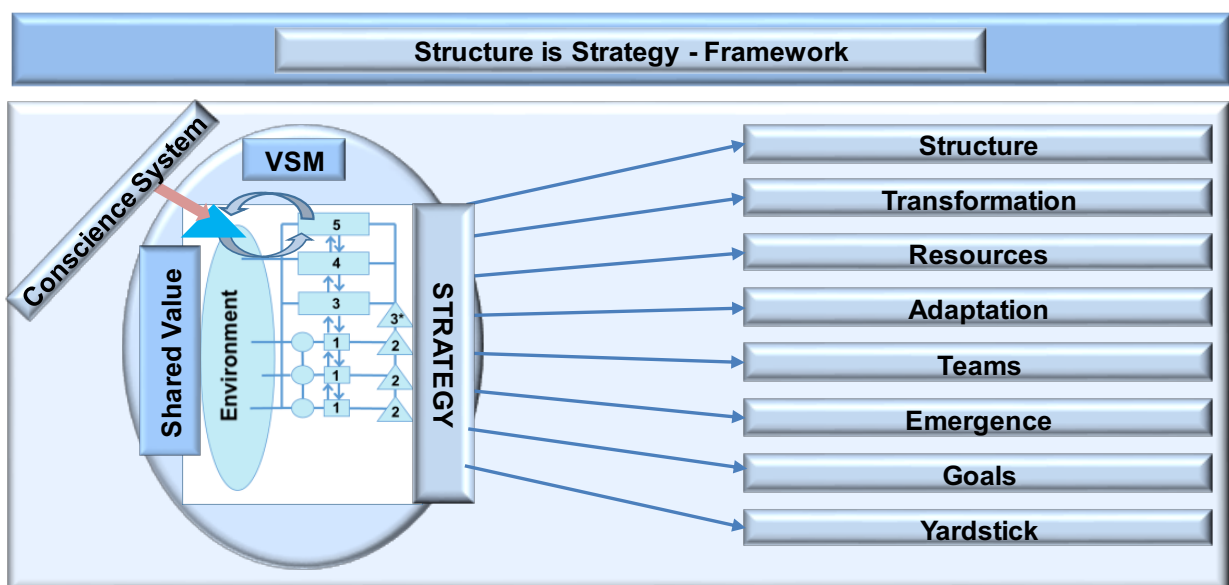 Structure is Strategy - Framework
Conscience System
VSM
Shared Value
Environment
5
4
3
3*
1
2
1
2
1
2
STRATEGY
Structure
Transformation
Resources
Adaptation
Teams
Emergence
Goals
Yardstick